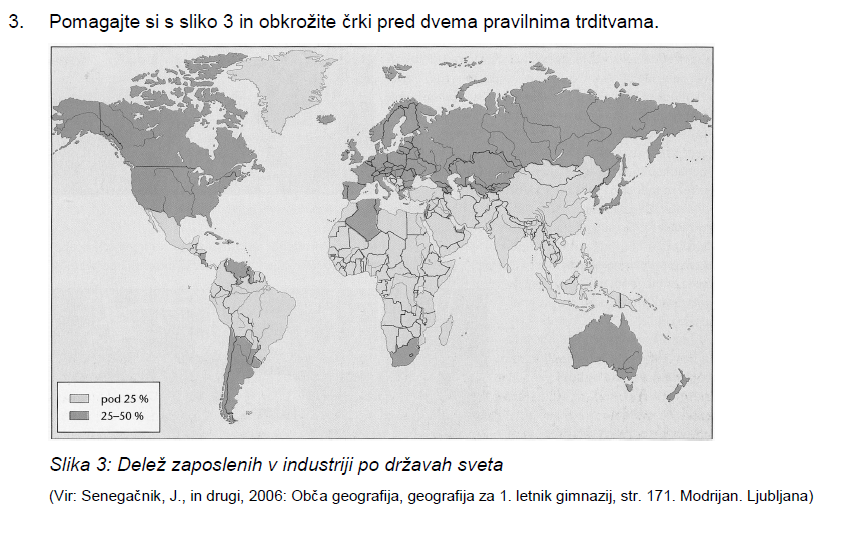 3. Pomagajte si s sliko 3 in obkrožite črki pred dvema pravilnima trditvama.
pod 25 %
25–50 %
Slika 3: Delež zaposlenih v industriji po državah sveta
(Vir: Senegačnik, J., in drugi, 2006: Obča geografija, geografija za 1. letnik gimnazij, str. 171. Modrijan. Ljubljana)